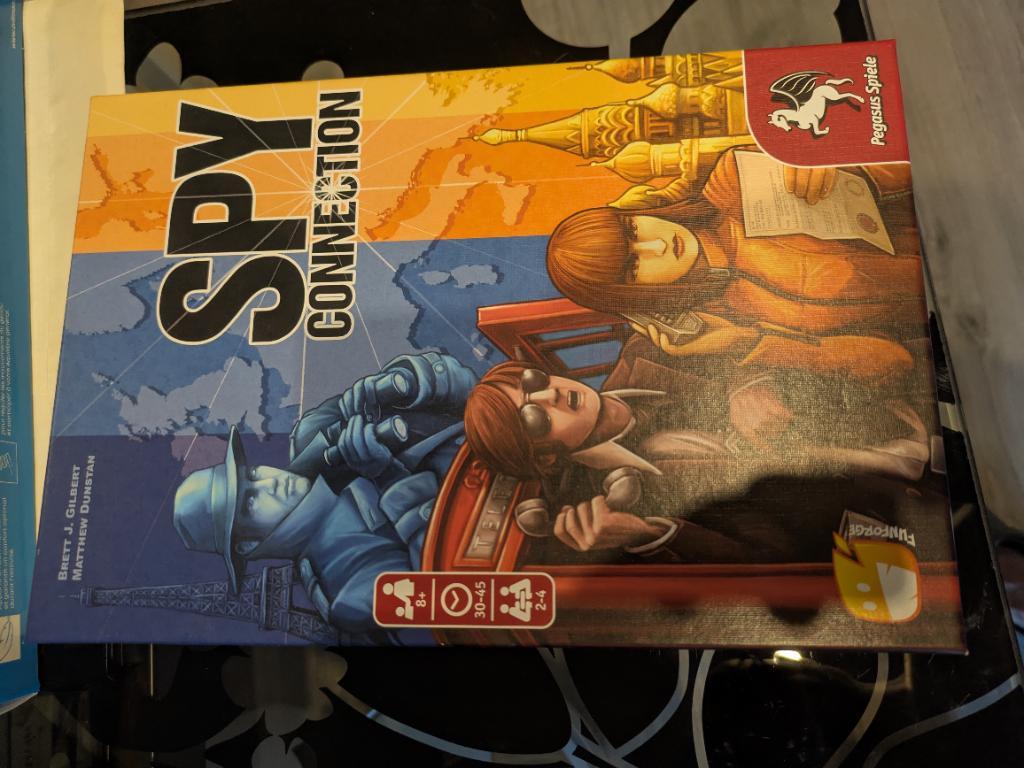 BRETT J. GILBERT
MATTHEW DUNSTAN
SPY
CONNECTION
Pegasus Spiele
TELE
8+
30–45
2-4
FUNFORGE